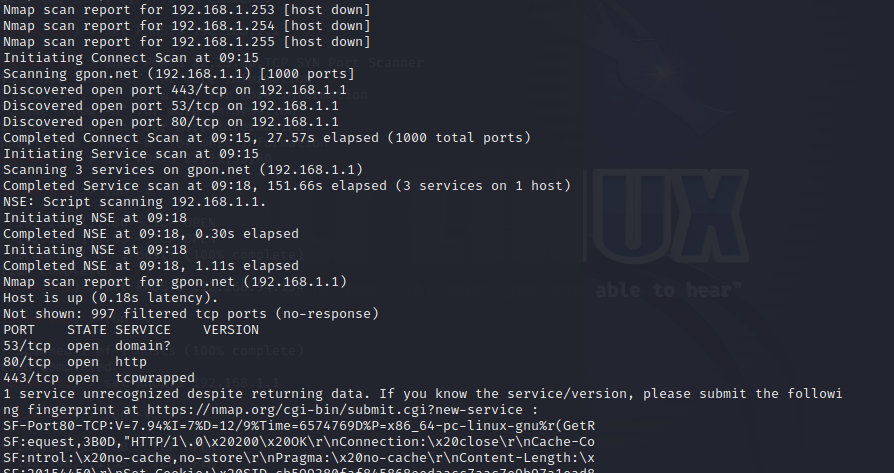 Nmap scan report for 192.168.1.253 [host down]
Nmap scan report for 192.168.1.254 [host down]
Nmap scan report for 192.168.1.255 [host down]
Initiating Connect Scan at 09:15
Scanning gpon.net (192.168.1.1) [1000 ports]
Discovered open port 443/tcp on 192.168.1.1
Discovered open port 53/tcp on 192.168.1.1
Discovered open port 80/tcp on 192.168.1.1
Completed Connect Scan at 09:15, 27.57s elapsed (1000 total ports)
Initiating Service scan at 09:15
Scanning 3 services on gpon.net (192.168.1.1)
Completed Service scan at 09:18, 151.66s elapsed (3 services on 1 host)
NSE: Script scanning 192.168.1.1.
Initiating NSE at 09:18
Completed NSE at 09:18, 0.30s elapsed
Initiating NSE at 09:18
Completed NSE at 09:18, 1.11s elapsed
Nmap scan report for gpon.net (192.168.1.1)
Host is up (0.18s latency).
Not shown: 997 filtered tcp ports (no-response)
PORT    STATE SERVICE    VERSION
53/tcp  open  domain?
80/tcp  open  http
443/tcp open  tcpwrapped
1 service unrecognized despite returning data. If you know the service/version, please submit the followi
ng fingerprint at https://nmap.org/cgi-bin/submit.cgi?new-service :
SF-Port80-TCP:V=7.94%I=7%D=12/9%Time=6574769D%P=x86_64-pc-linux-gnu%r(GetR
SF:equest,3B0D,"HTTP/1\.0\x20200\x20OK\r\nConnection:\x20close\r\nCache-Co
SF:ntrol:\x20no-cache,no-store\r\nPragma:\x20no-cache\r\nContent-Length:\x
UX
able to hear"